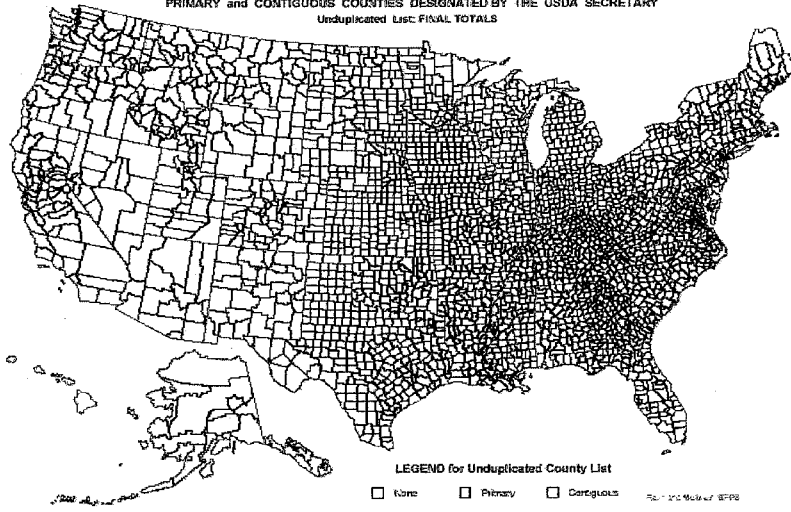 PRIMARY and CONTIGUOUS COUNTIES DESIGNATED BY THE USDA SECRETARY
Unduplicated List: FINAL TOTALS
LEGEND for Unduplicated County List
None Primary Contiguous